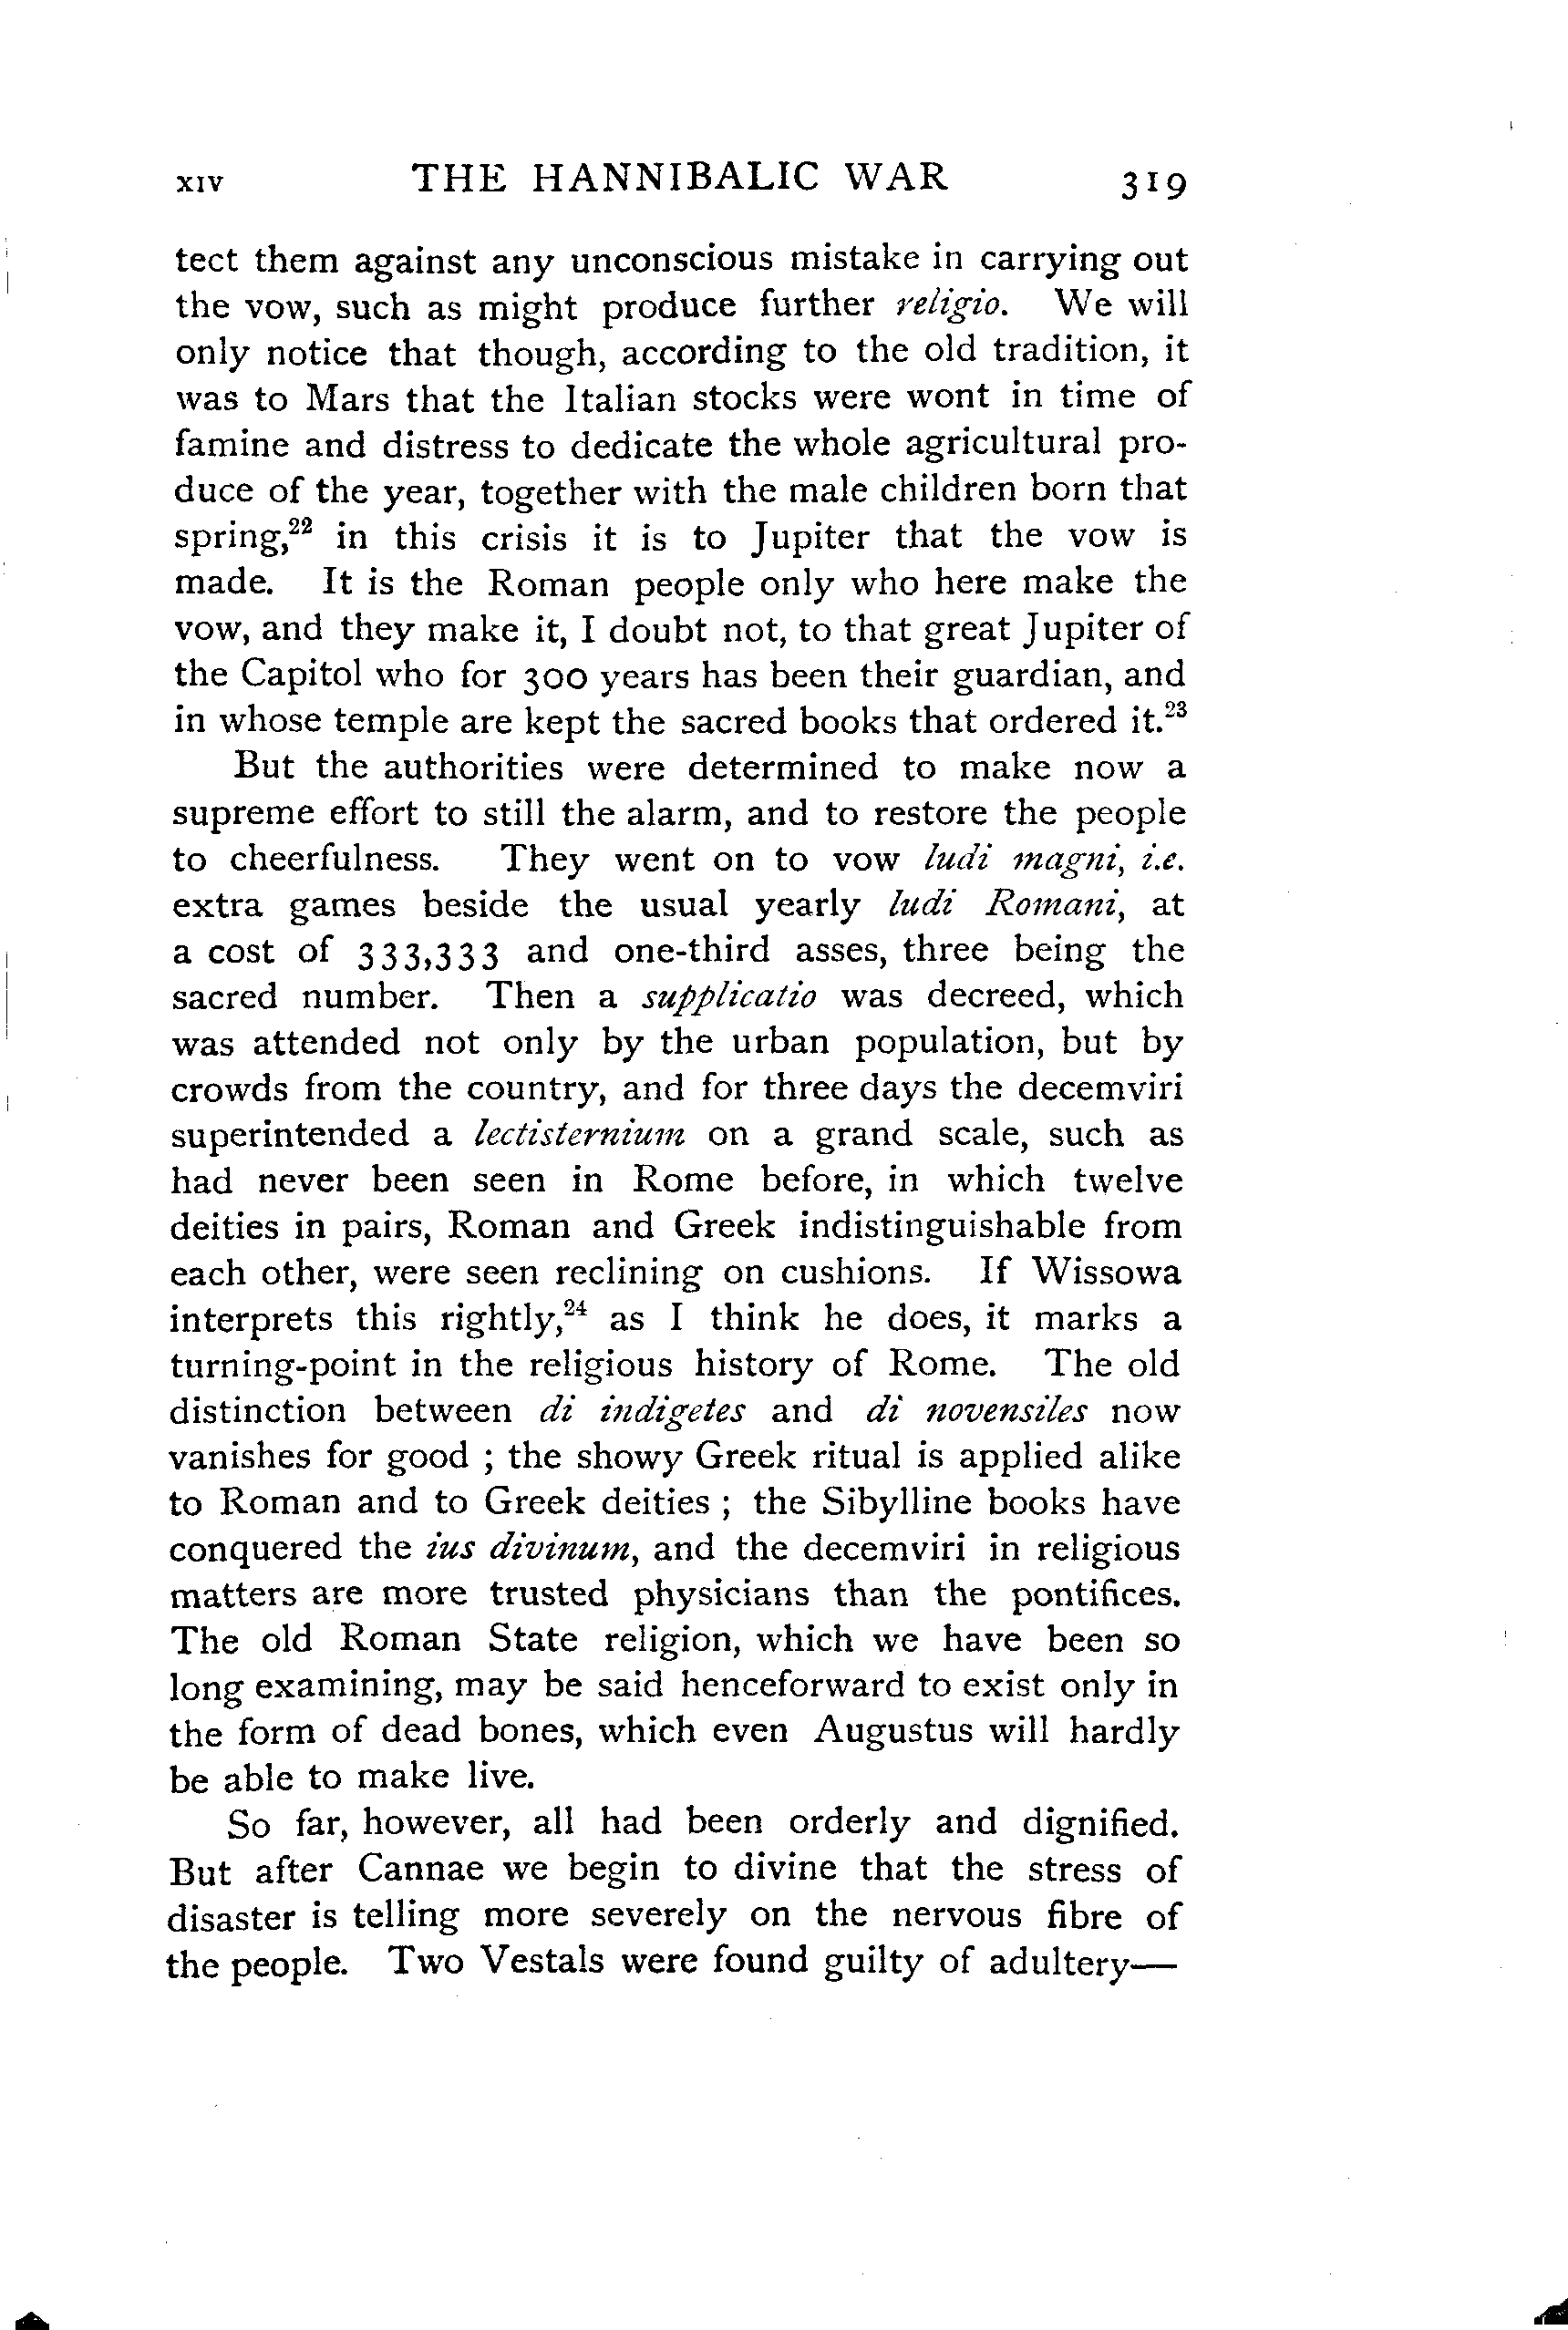 xiv THE HANNIBALIC WAR 319
tect them against any unconscious mistake in carrying out
the vow, such as might produce further religio. We will
only notice that though, according to the old tradition, it
was to Mars that the Italian stocks were wont in time of
famine and distress to dedicate the whole agricultural pro-
duce of the year, together with the male children born that
spring,²² in this crisis it is to Jupiter that the vow is
made. It is the Roman people only who here make the
vow, and they make it, I doubt not, to that great Jupiter of
the Capitol who for 300 years has been their guardian, and
in whose temple are kept the sacred books that ordered it.²³
But the authorities were determined to make now a
supreme effort to still the alarm, and to restore the people
to cheerfulness. They went on to vow ludi magni, i.e.
extra games beside the usual yearly ludi Romani, at
a cost of 333,333 and one-third asses, three being the
sacred number. Then a supplicatio was decreed, which
was attended not only by the urban population, but by
crowds from the country, and for three days the decemviri
superintended a lectisternium on a grand scale, such as
had never been seen in Rome before, in which twelve
deities in pairs, Roman and Greek indistinguishable from
each other, were seen reclining on cushions. If Wissowa
interprets this rightly,²⁴ as I think he does, it marks a
turning-point in the religious history of Rome. The old
distinction between di indigetes and di novensiles now
vanishes for good ; the showy Greek ritual is applied alike
to Roman and to Greek deities ; the Sibylline books have
conquered the ius divinum, and the decemviri in religious
matters are more trusted physicians than the pontifices.
The old Roman State religion, which we have been so
long examining, may be said henceforward to exist only in
the form of dead bones, which even Augustus will hardly
be able to make live.
So far, however, all had been orderly and dignified.
But after Cannae we begin to divine that the stress of
disaster is telling more severely on the nervous fibre of
the people. Two Vestals were found guilty of adultery—